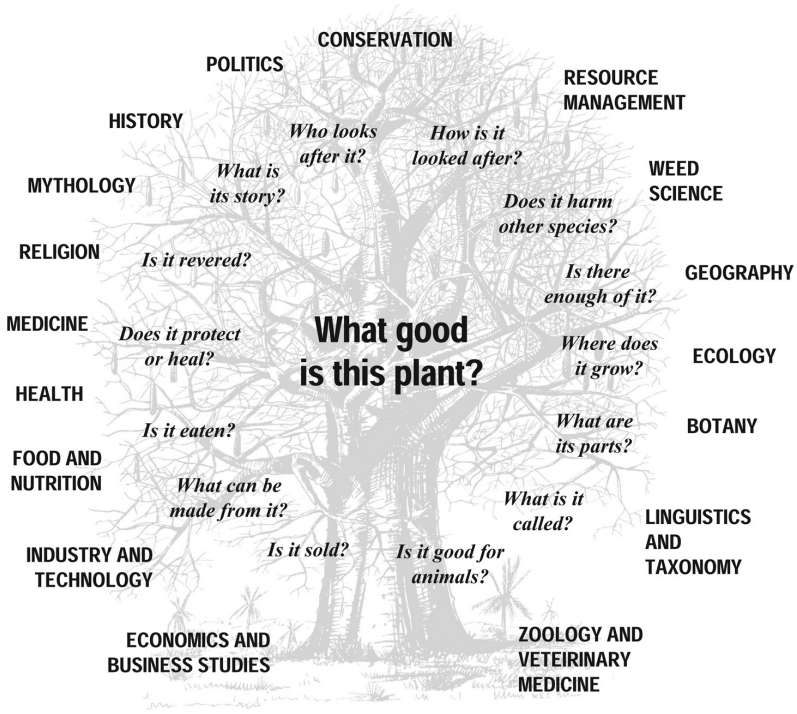 CONSERVATION
POLITICS
RESOURCE
MANAGEMENT
HISTORY
Who looks
after it?
How is it
looked after?
What is
its story?
WEED
SCIENCE
MYTHOLOGY
Does it harm
other species?
RELIGION
Is it revered?
Is there
enough of it?
GEOGRAPHY
MEDICINE
Does it protect
or heal?
What good
is this plant?
Where does
it grow?
ECOLOGY
HEALTH
Is it eaten?
What are
its parts?
BOTANY
FOOD AND
NUTRITION
What can be
made from it?
What is it
called?
LINGUISTICS
AND
TAXONOMY
INDUSTRY AND
TECHNOLOGY
Is it sold?
Is it good for
animals?
ECONOMICS AND
BUSINESS STUDIES
ZOOLOGY AND
VETEIRINARY
MEDICINE